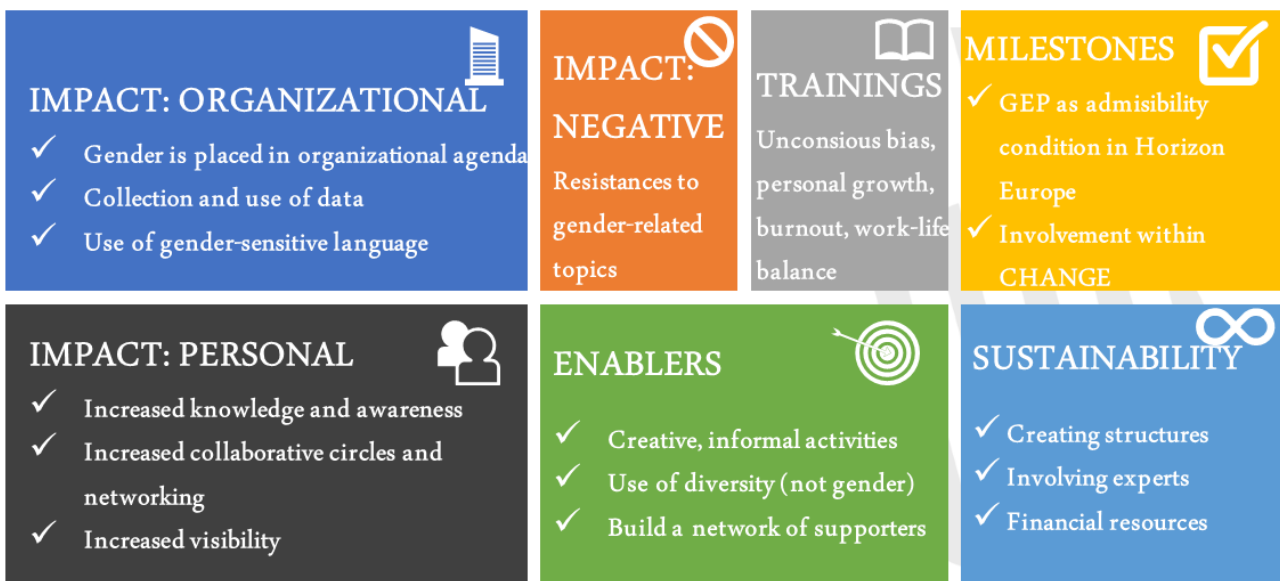 IMPACT: ORGANIZATIONAL
✓ Gender is placed in organizational agenda
✓ Collection and use of data
✓ Use of gender-sensitive language
IMPACT:
NEGATIVE
Resistances to
gender-related
topics
TRAININGS
Unconsious bias,
personal growth,
burnout, work-life
balance
MILESTONES
✓ GEP as admisibility
condition in Horizon
Europe
✓ Involvement within
CHANGE
IMPACT: PERSONAL
✓ Increased knowledge and awareness
✓ Increased collaborative circles and
networking
✓ Increased visibility
ENABLERS
✓ Creative, informal activities
✓ Use of diversity (not gender)
✓ Build a network of supporters
SUSTAINABILITY
✓ Creating structures
✓ Involving experts
✓ Financial resources